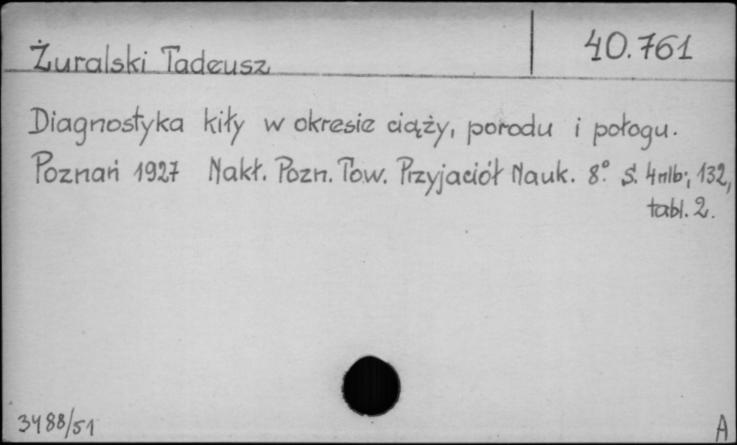 Żuralski Tadeusz
40.761
Diagnostyka kiły w okresie ciąży, porodu i połogu.
Poznań 1927 Nakł. Pozn. Tow. Przyjaciół Nauk. 8° S. 4nlb., 132,
tabl. 2.
3488/51
A